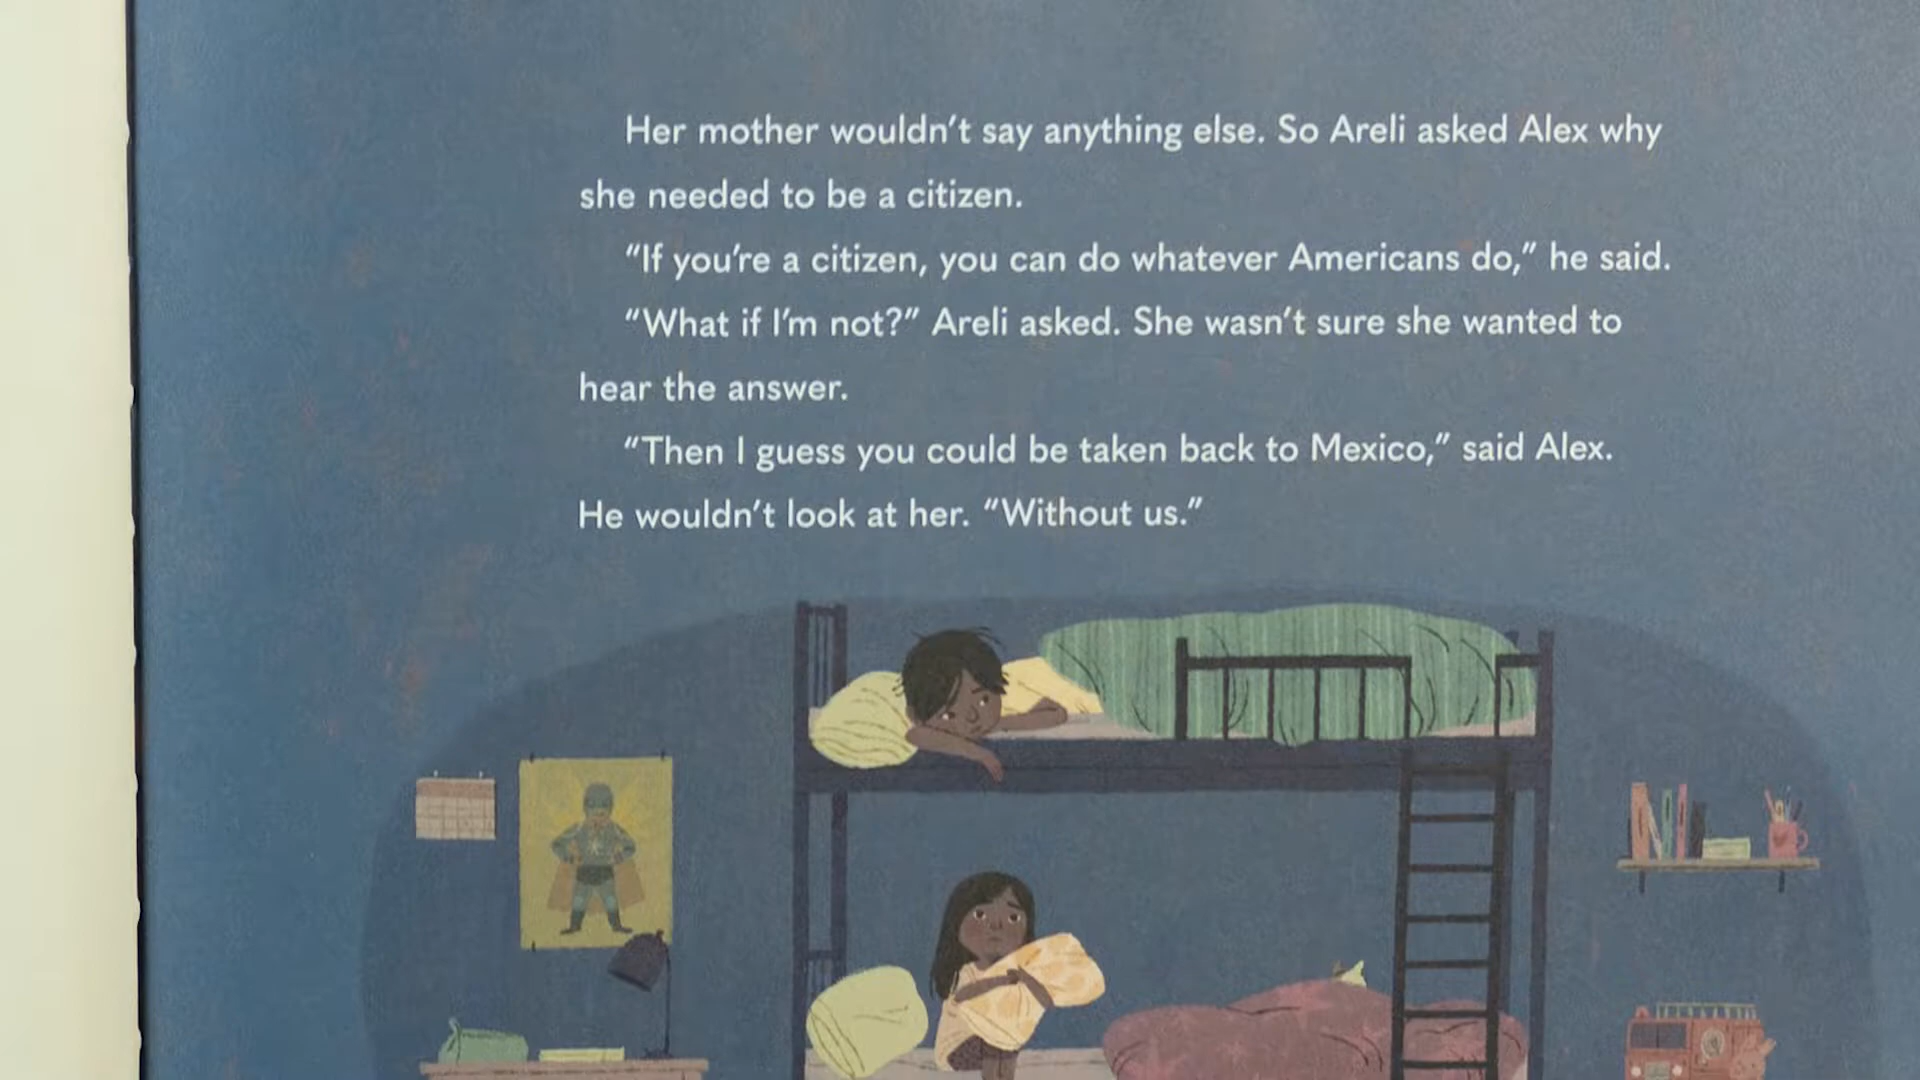 Her mother wouldn't say anything else. So Areli asked Alex why
she needed to be a citizen.
“If you're a citizen, you can do whatever Americans do,” he said.
“What if I'm not?” Areli asked. She wasn't sure she wanted to
hear the answer.
“Then I guess you could be taken back to Mexico,” said Alex.
He wouldn't look at her. “Without us.”